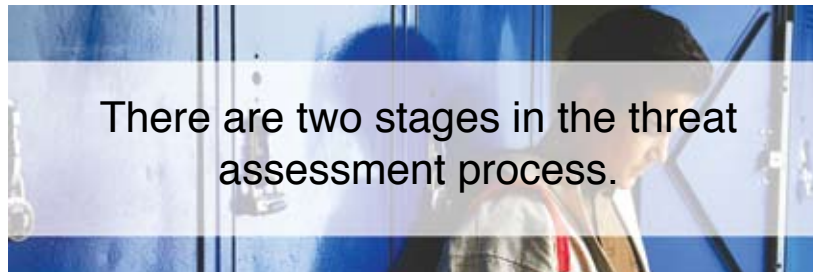 There are two stages in the threat
assessment process.